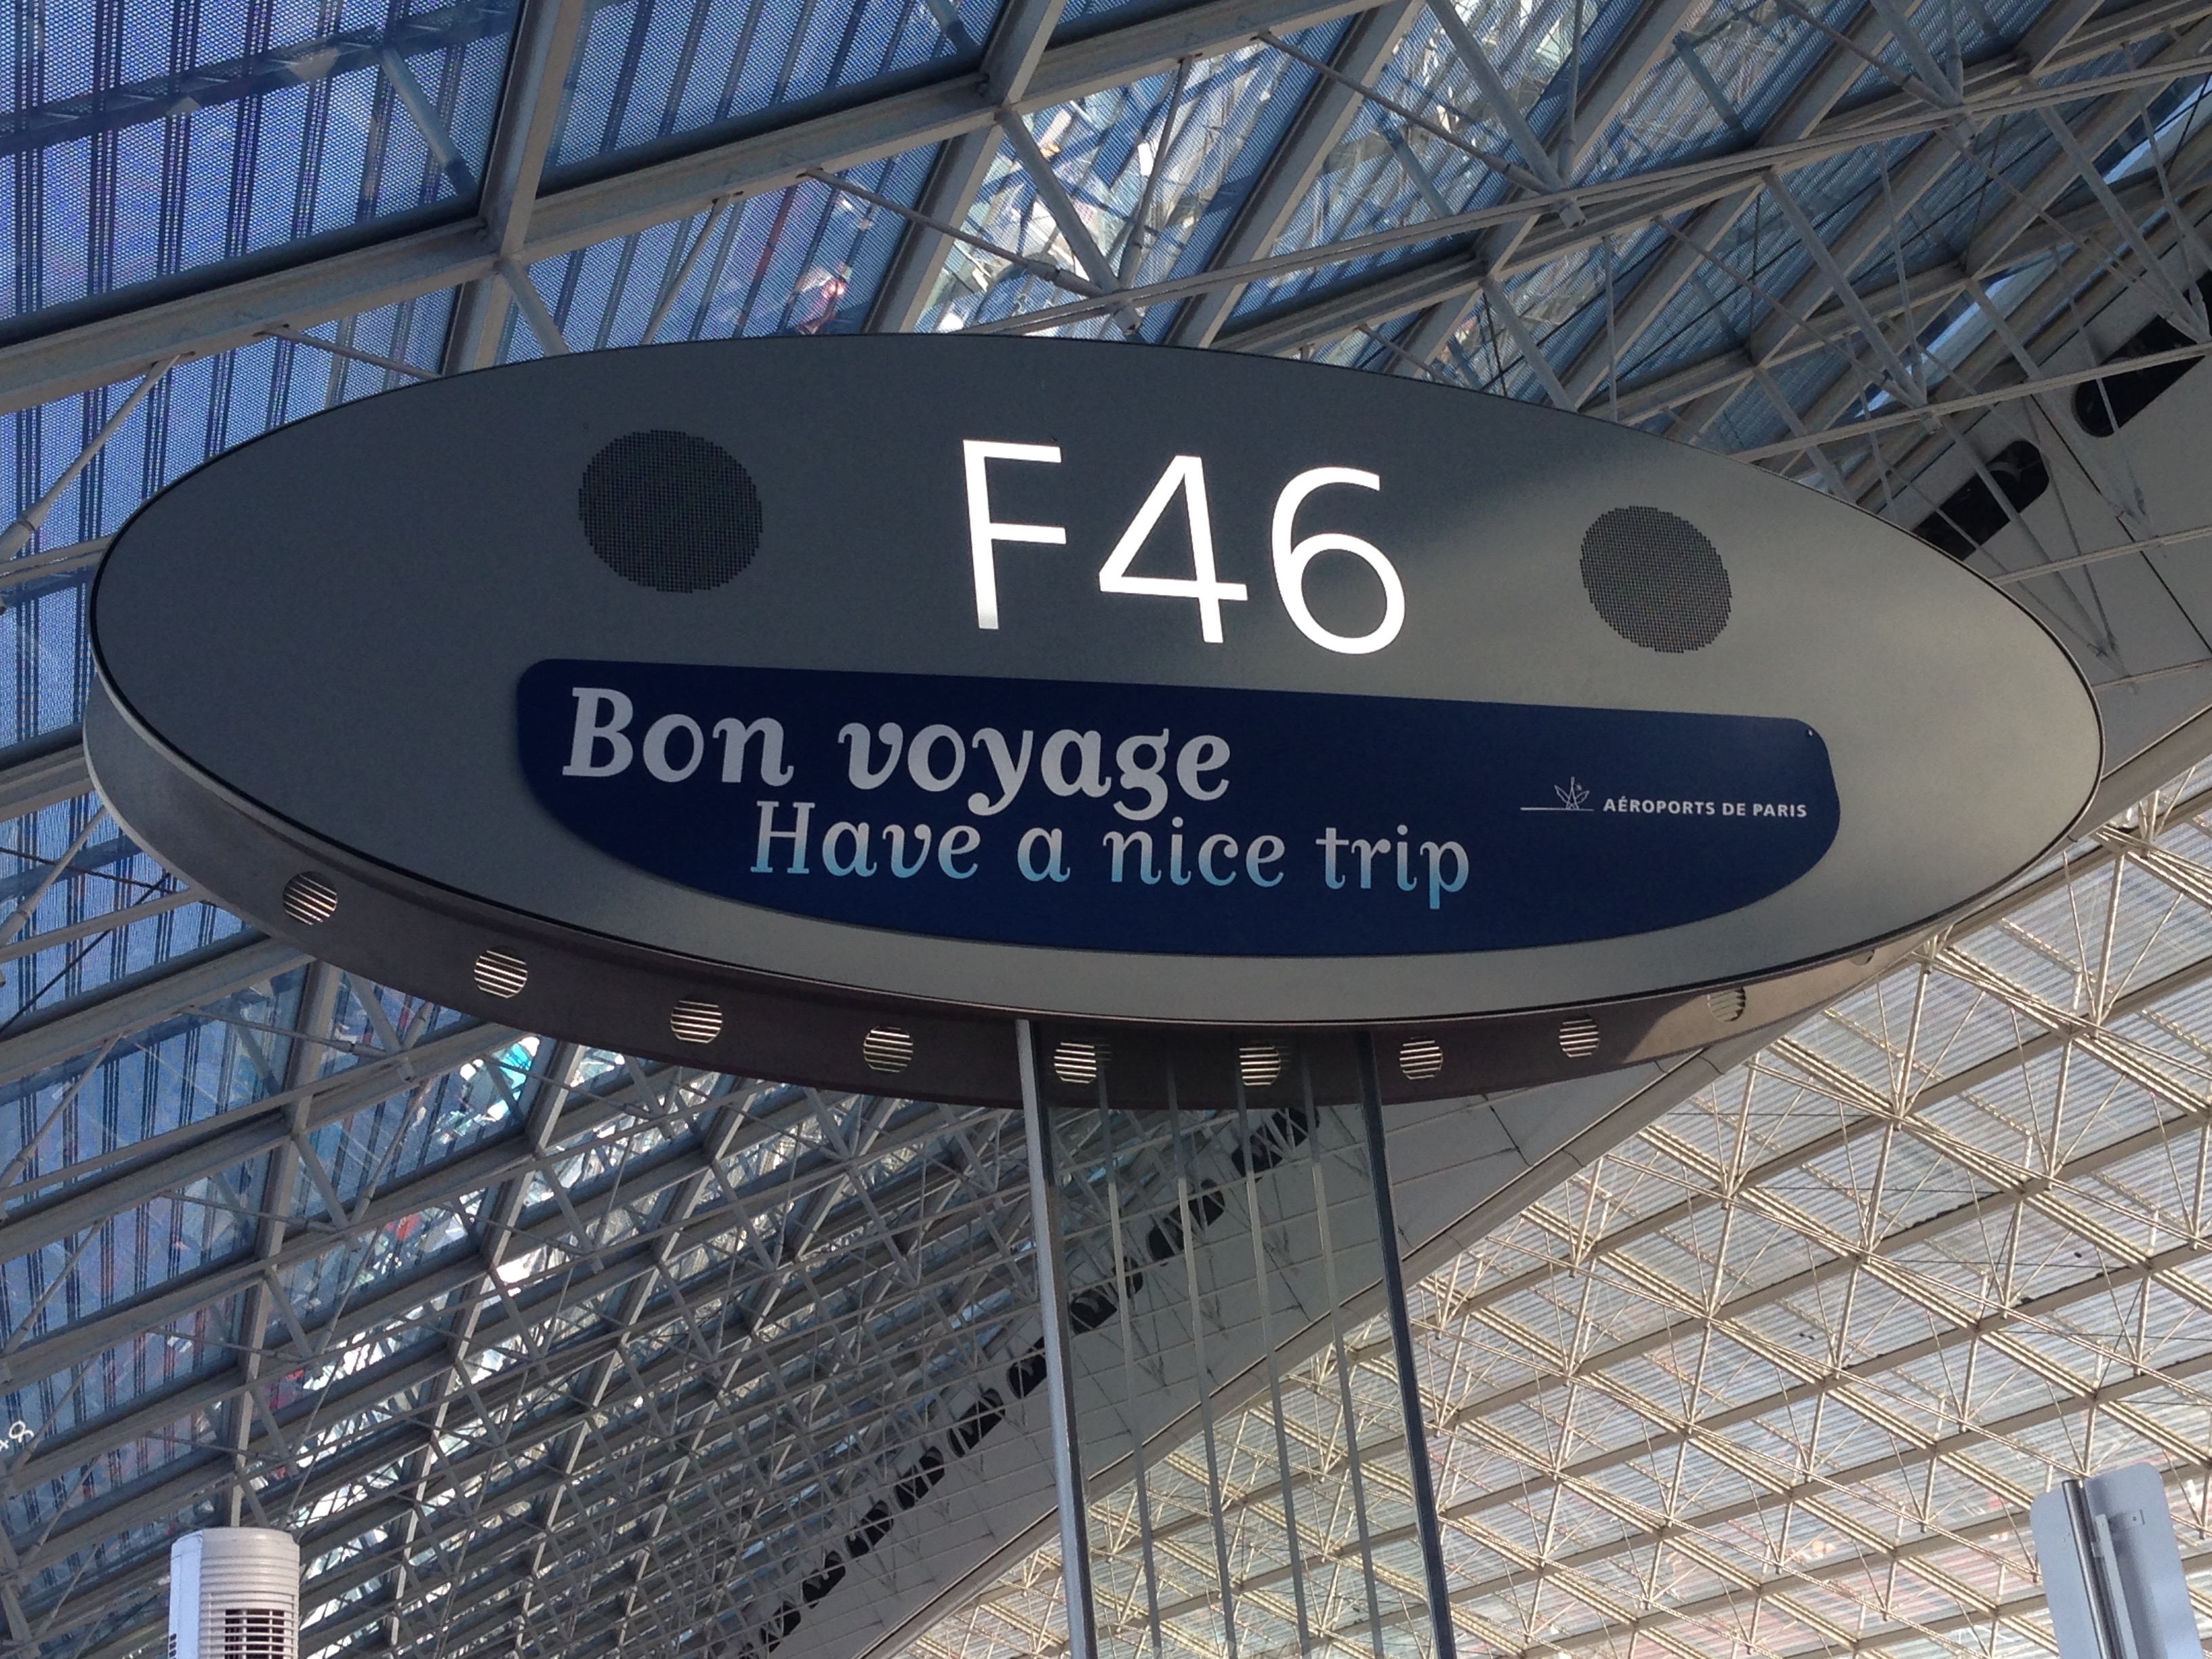 F46
Bon voyage
Have a nice trip
AÉROPORTS DE PARIS